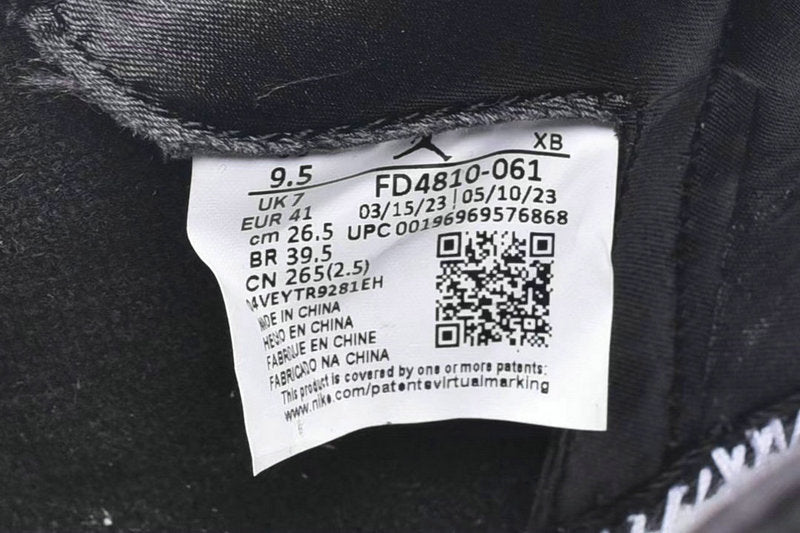 XB
9.5 FD4810-061
UK 7 03/15/23 | 05/10/23
EUR 41 UPC 00196969576868
cm 26.5
BR 39.5
CN 265(2.5)
4VEYTR9281EH
MADE IN CHINA
HECHO EN CHINA
FABRIQUE EN CHINE
FABRICADO NA CHINA
This product is covered by one or more patents:
www.nike.com/patentsvirtualmarking